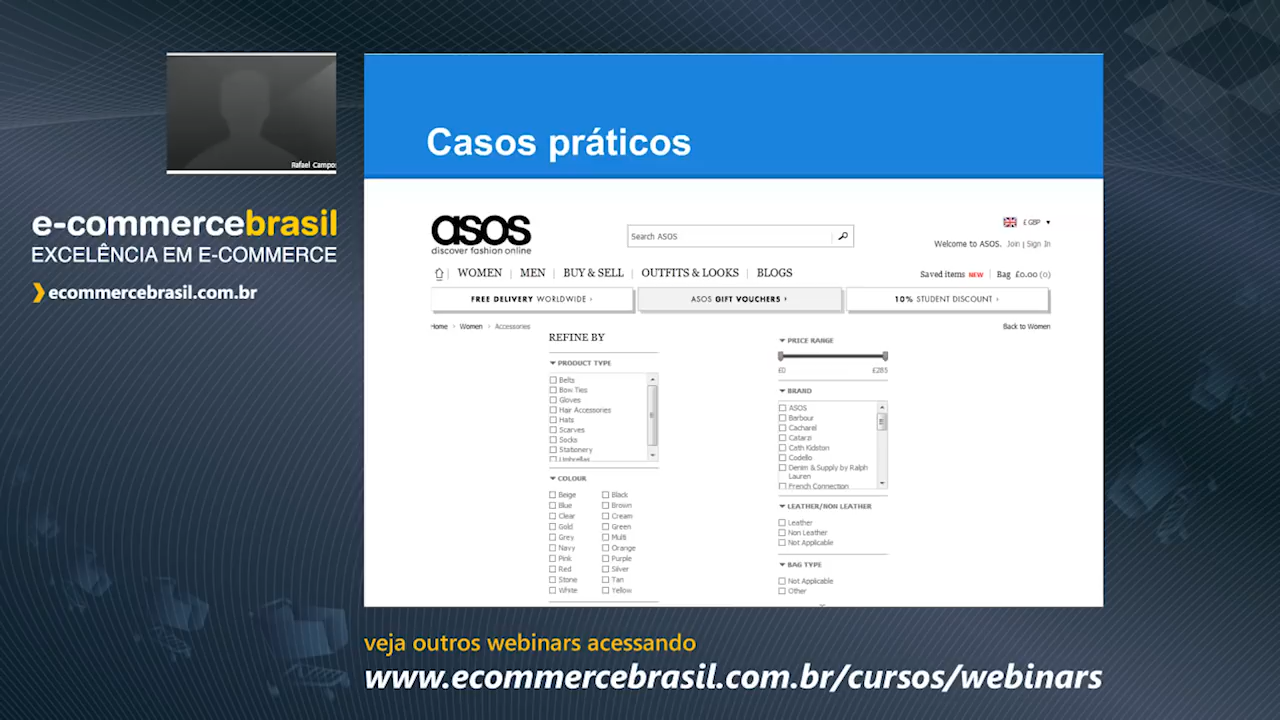 Rafael Campo
e-commercebrasil
EXCELÊNCIA EM E-COMMERCE
ecommercebrasil.com.br
Casos práticos
asos
discover fashion online
Search ASOS
£ GBP
Welcome to ASOS. Join | Sign In
WOMEN | MEN | BUY & SELL | OUTFITS & LOOKS | BLOGS
Saved items NEW | Bag £0.00 (0)
FREE DELIVERY WORLDWIDE ›
ASOS GIFT VOUCHERS ›
10% STUDENT DISCOUNT ›
Home › Women › Accessories
Back to Women
REFINE BY
PRODUCT TYPE
Belts
Bow Ties
Gloves
Hair Accessories
Hats
Scarves
Socks
Stationery
Umbrellas
COLOUR
Beige Black
Blue Brown
Clear Cream
Gold Green
Grey Multi
Navy Orange
Pink Purple
Red Silver
Stone Tan
White Yellow
PRICE RANGE
£0 £285
BRAND
ASOS
Barbour
Cacharel
Catarzi
Cath Kidston
Codello
Denim & Supply by Ralph
Lauren
French Connection
LEATHER/NON LEATHER
Leather
Non Leather
Not Applicable
BAG TYPE
Not Applicable
Other
veja outros webinars acessando
www.ecommercebrasil.com.br/cursos/webinars